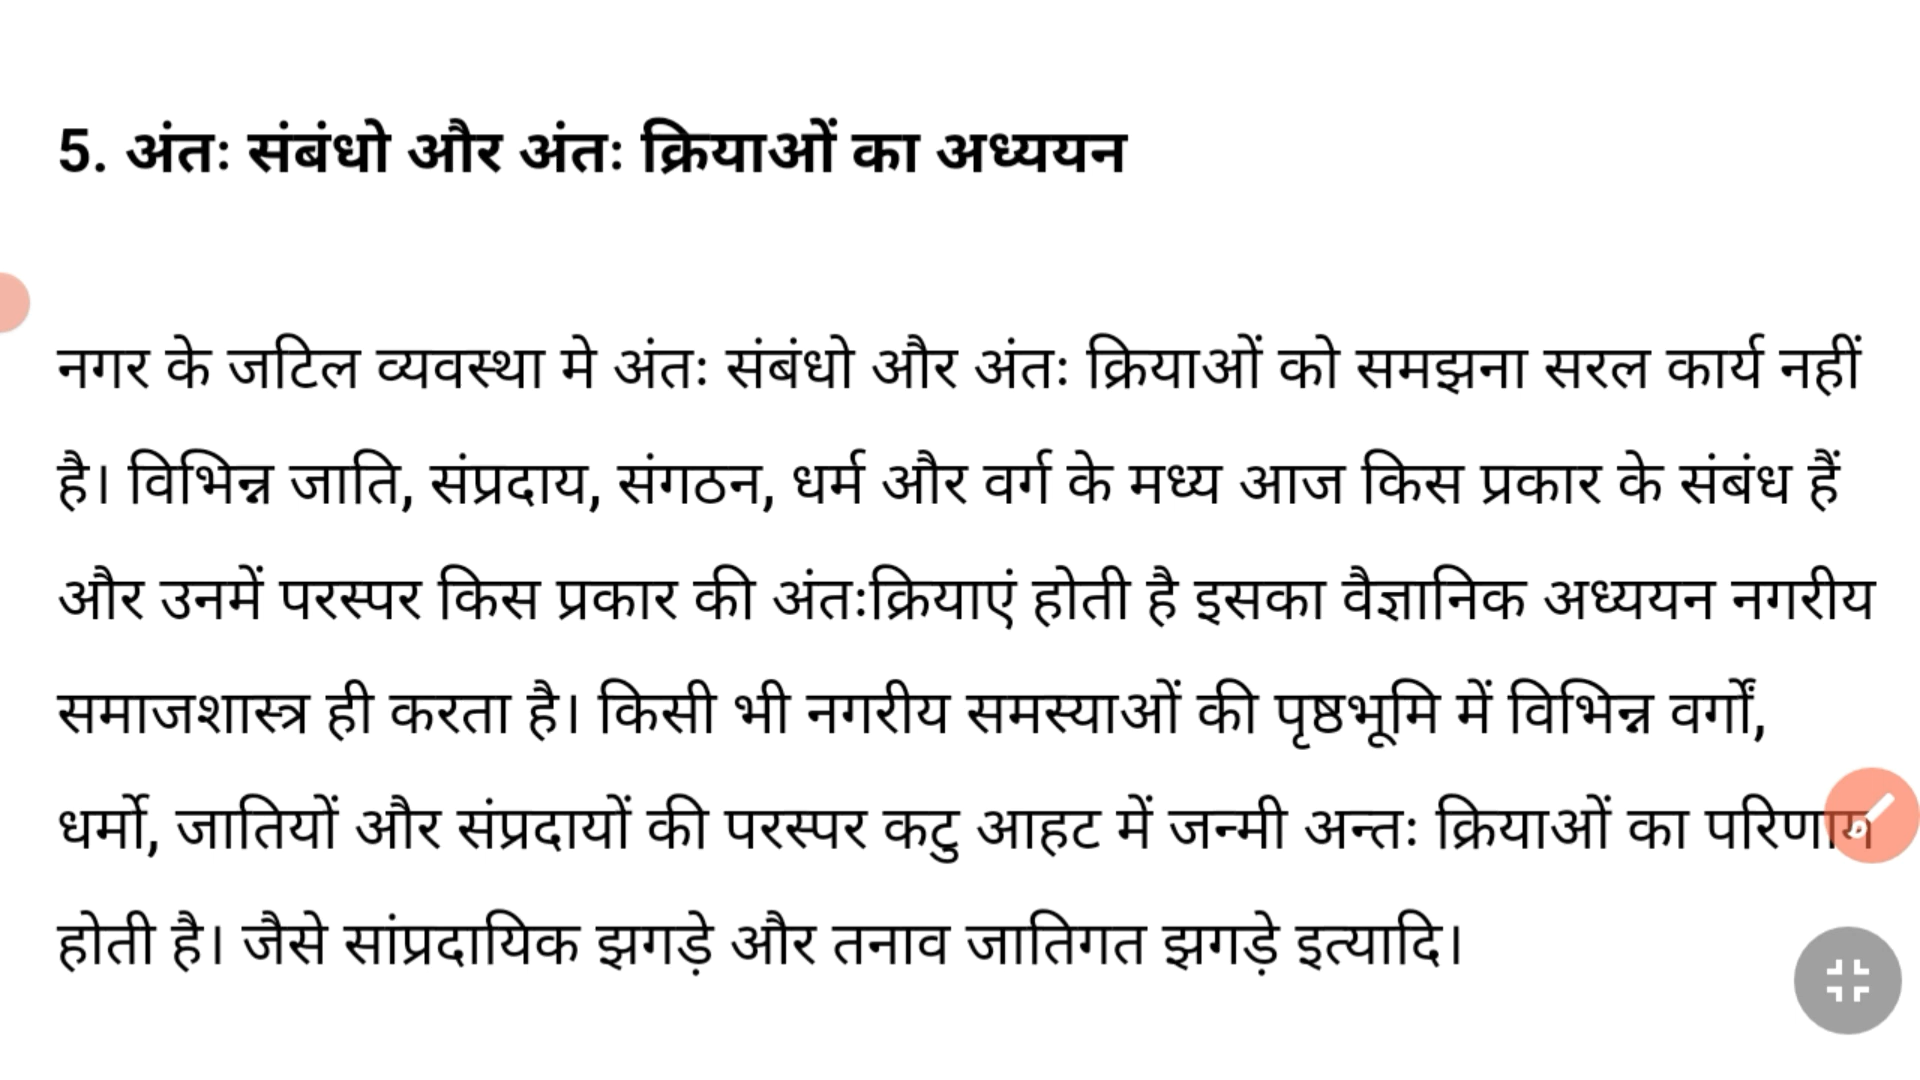 5. अंतः संबंधो और अंतः क्रियाओं का अध्ययन
नगर के जटिल व्यवस्था मे अंतः संबंधो और अंतः क्रियाओं को समझना सरल कार्य नहीं
है। विभिन्न जाति, संप्रदाय, संगठन, धर्म और वर्ग के मध्य आज किस प्रकार के संबंध हैं
और उनमें परस्पर किस प्रकार की अंतःक्रियाएं होती है इसका वैज्ञानिक अध्ययन नगरीय
समाजशास्त्र ही करता है। किसी भी नगरीय समस्याओं की पृष्ठभूमि में विभिन्न वर्गों,
धर्मो, जातियों और संप्रदायों की परस्पर कटु आहट में जन्मी अन्तः क्रियाओं का परिणाम
होती है। जैसे सांप्रदायिक झगड़े और तनाव जातिगत झगड़े इत्यादि।